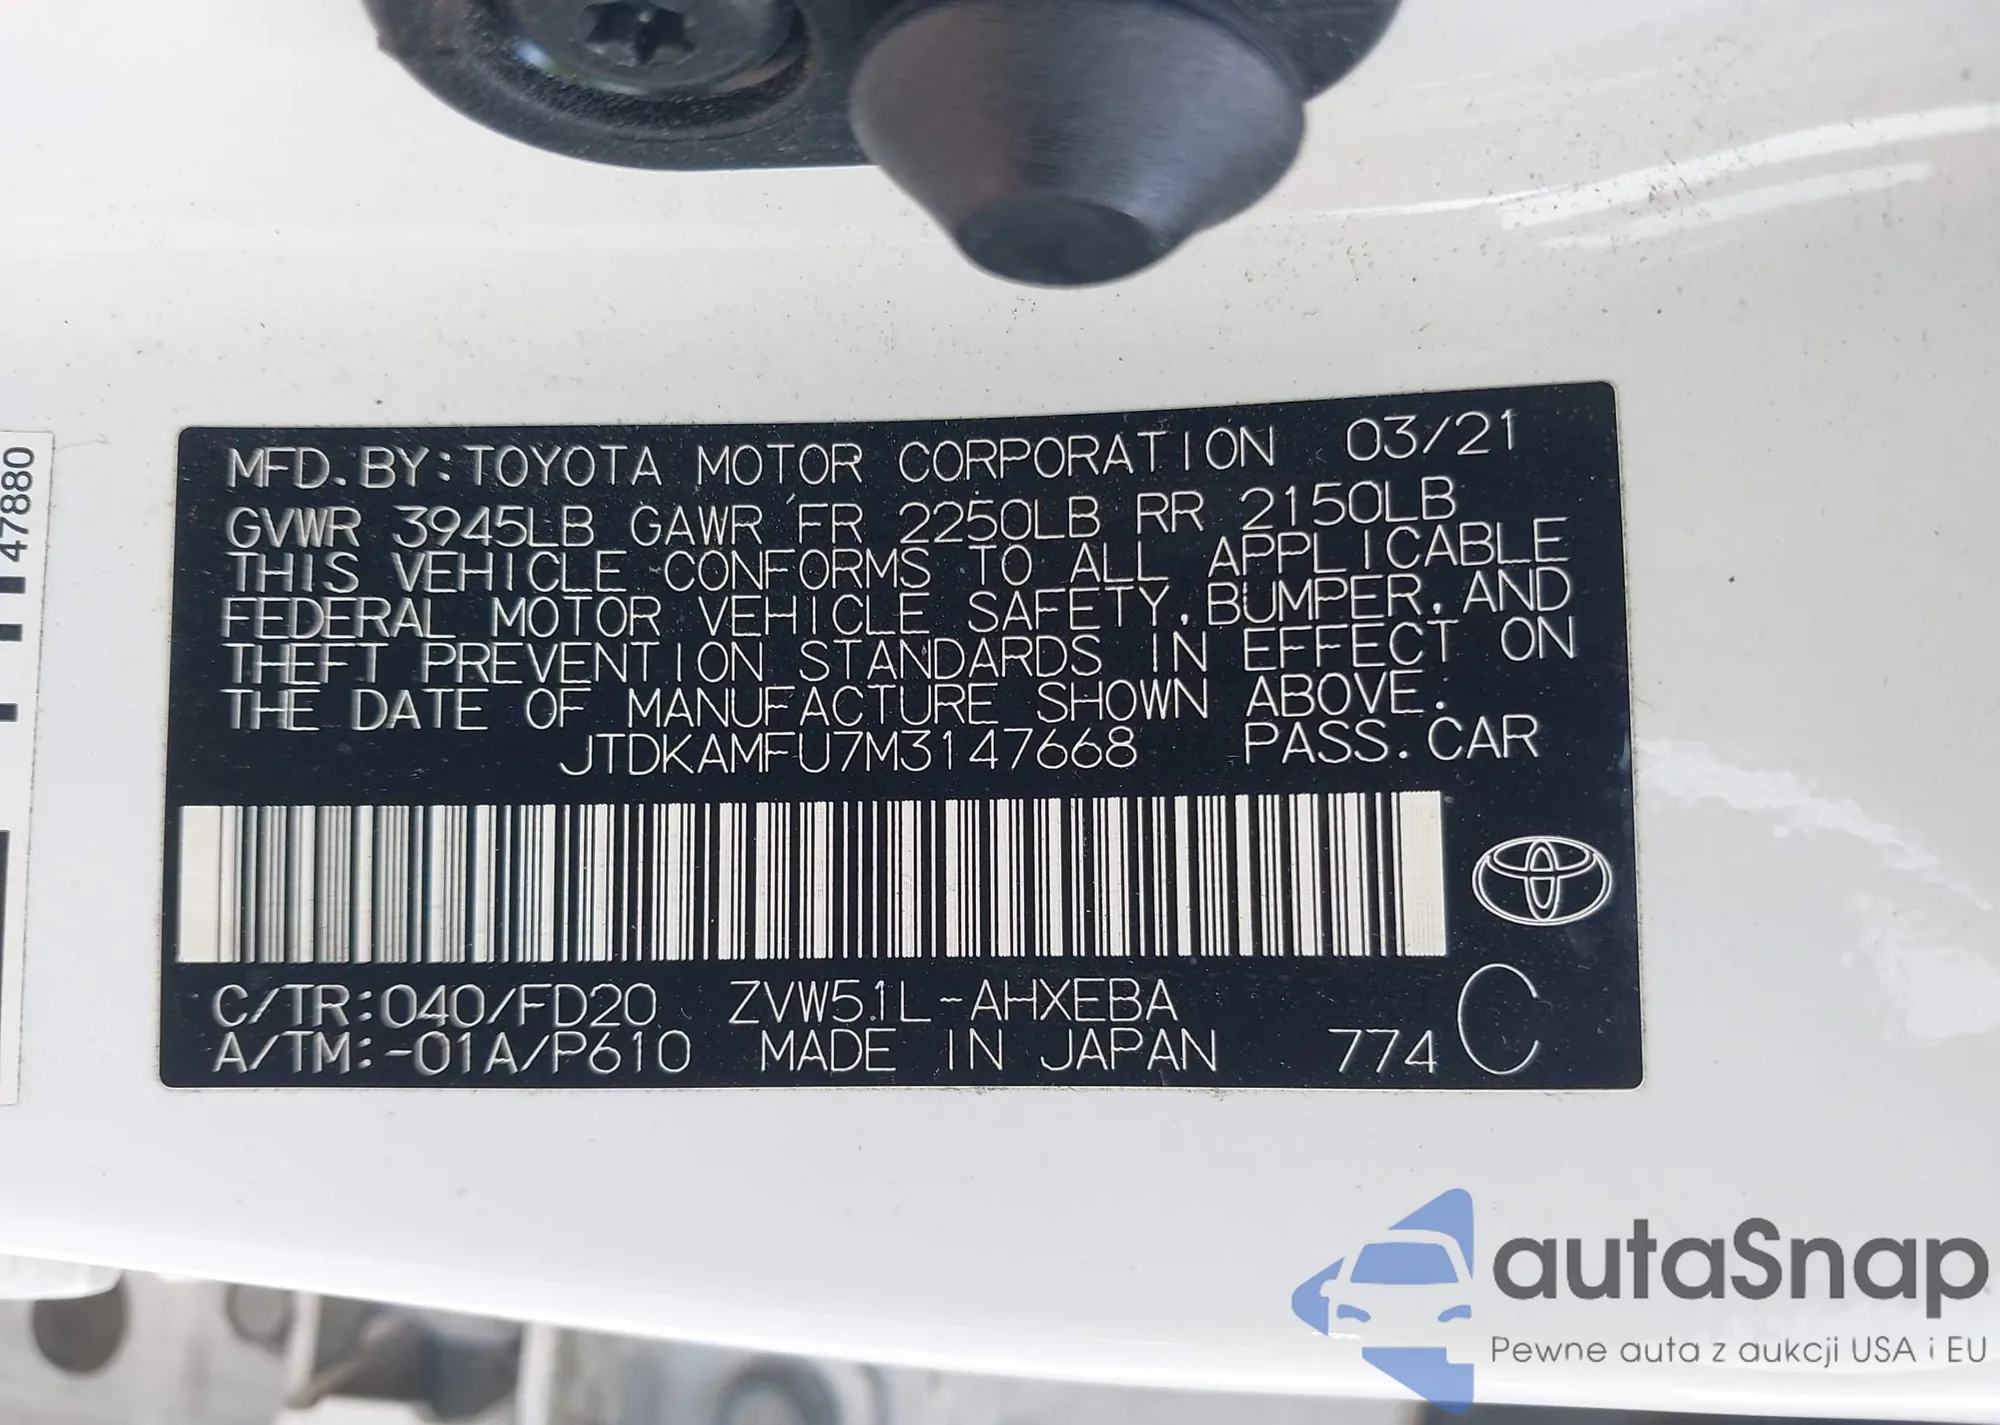 MFD. BY: TOYOTA MOTOR CORPORATION 03/21
GVWR 3945LB GAWR FR 2250LB RR 2150LB
THIS VEHICLE CONFORMS TO ALL APPLICABLE
FEDERAL MOTOR VEHICLE SAFETY, BUMPER, AND
THEFT PREVENTION STANDARDS IN EFFECT ON
THE DATE OF MANUFACTURE SHOWN ABOVE.
JTDKAMFU7M3147668 PASS. CAR
C/TR:040/FD20 ZVW51L-AHXEBA
A/TM:-01A/P610 MADE IN JAPAN 774 C
47880
autaSnap
Pewne auta z aukcji USA i EU